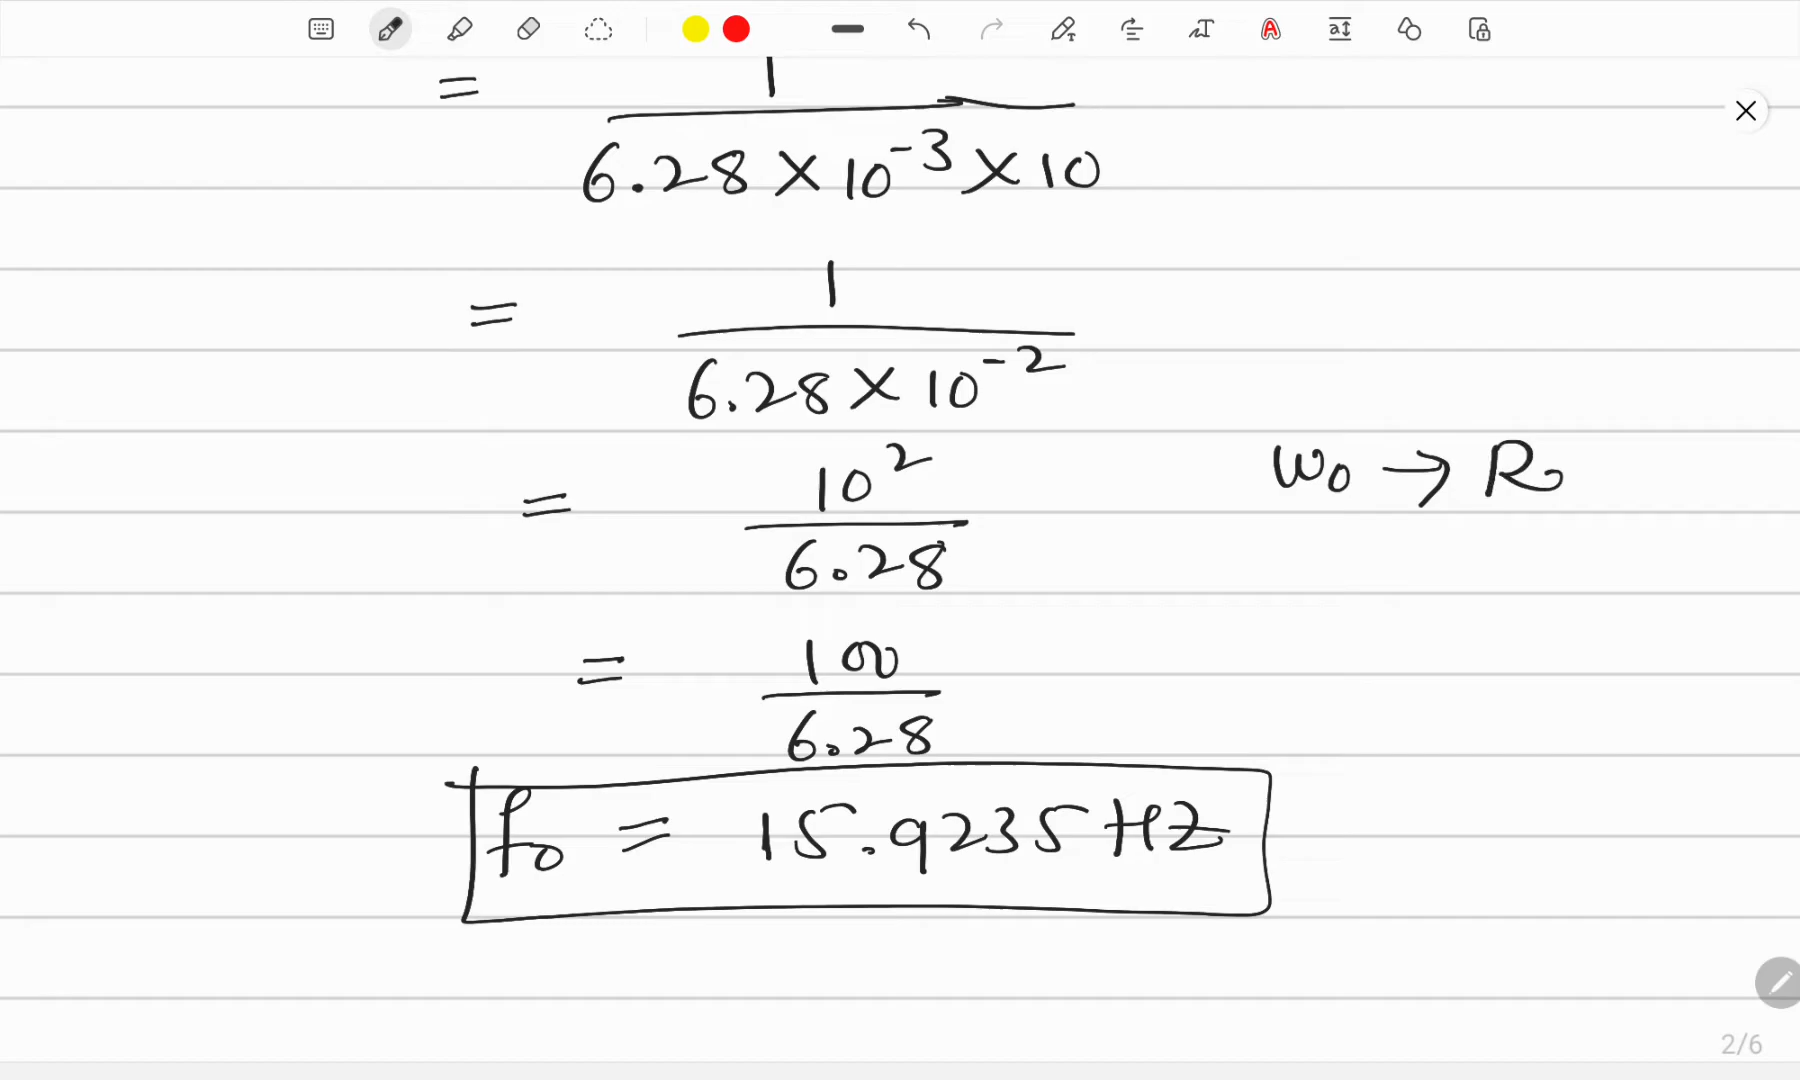 = 1 / 6.28 × 10⁻³ × 10
= 1 / 6.28 × 10⁻²
= 10² / 6.28
ω₀ → R₀
= 100 / 6.28
f₀ = 15.9235 HZ
2/6